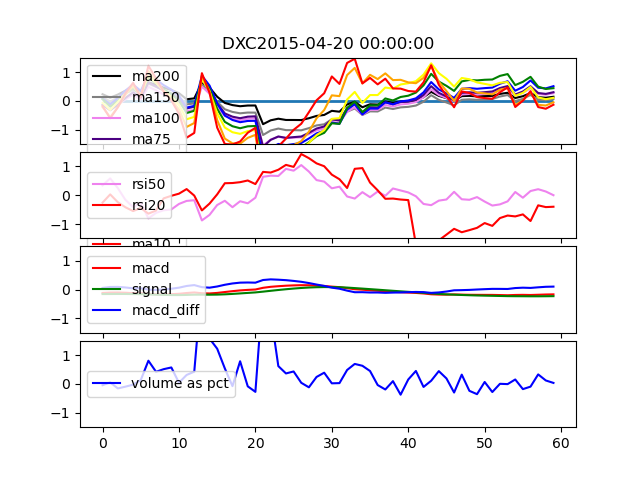 DXC2015-04-20 00:00:00
1
0
−1
ma200
ma150
ma100
ma75
1
0
−1
rsi50
rsi20
ma10
1
0
−1
macd
signal
macd_diff
1
0
−1
volume as pct
0 10 20 30 40 50 60